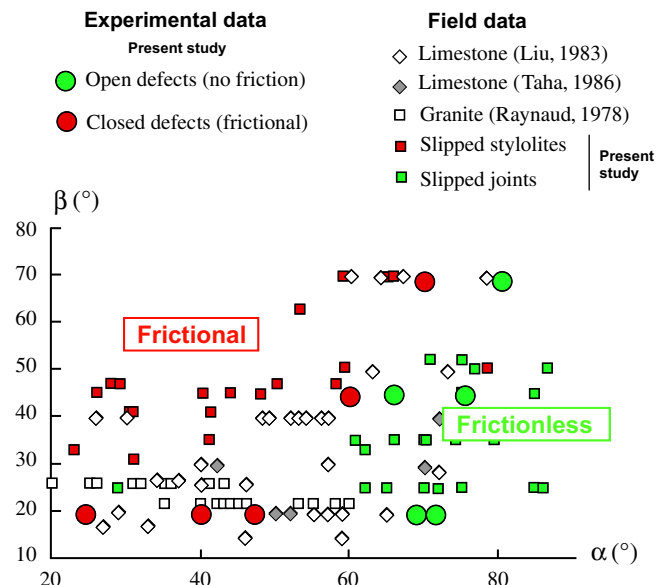 Experimental data
Present study
Open defects (no friction)
Closed defects (frictional)
Field data
Limestone (Liu, 1983)
Limestone (Taha, 1986)
Granite (Raynaud, 1978)
Slipped stylolites
Slipped joints
Present
study
β (°)
80
70
60
50
40
30
20
10
Frictional
Frictionless
20
40
60
80
α (°)